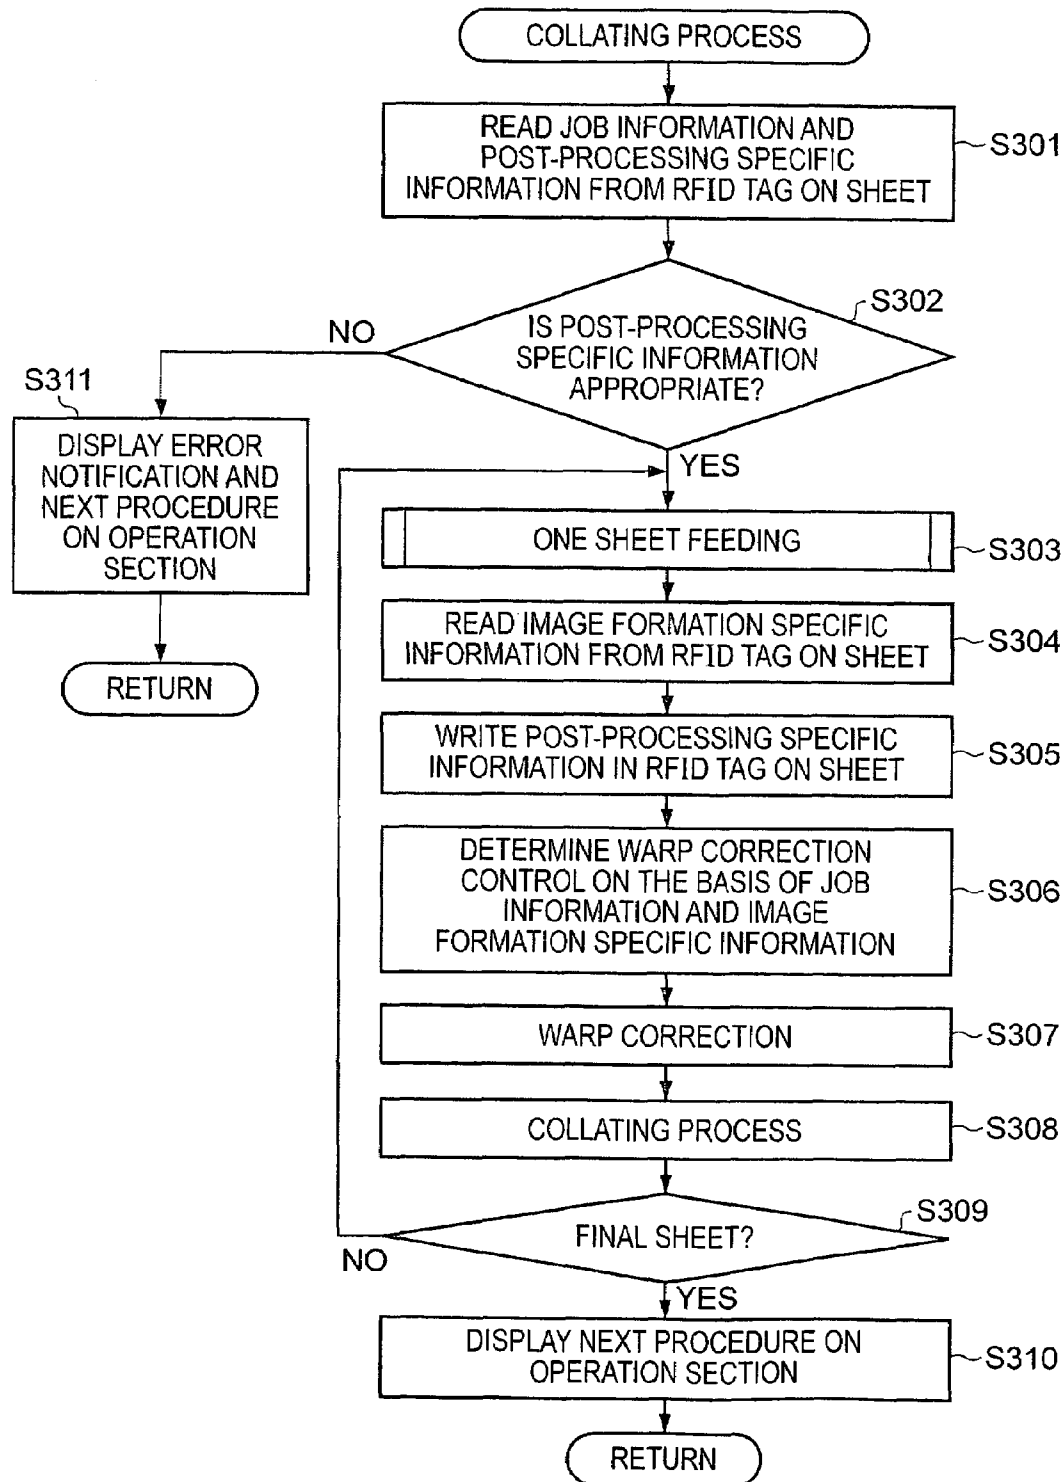 COLLATING PROCESS
READ JOB INFORMATION AND
POST-PROCESSING SPECIFIC
INFORMATION FROM RFID TAG ON SHEET
S301
S302
IS POST-PROCESSING
SPECIFIC INFORMATION
APPROPRIATE?
NO
S311
DISPLAY ERROR
NOTIFICATION AND
NEXT PROCEDURE
ON OPERATION
SECTION
RETURN
YES
ONE SHEET FEEDING
S303
READ IMAGE FORMATION SPECIFIC
INFORMATION FROM RFID TAG ON SHEET
S304
WRITE POST-PROCESSING SPECIFIC
INFORMATION IN RFID TAG ON SHEET
S305
DETERMINE WARP CORRECTION
CONTROL ON THE BASIS OF JOB
INFORMATION AND IMAGE
FORMATION SPECIFIC INFORMATION
S306
WARP CORRECTION
S307
COLLATING PROCESS
S308
S309
FINAL SHEET?
NO
YES
DISPLAY NEXT PROCEDURE ON
OPERATION SECTION
S310
RETURN